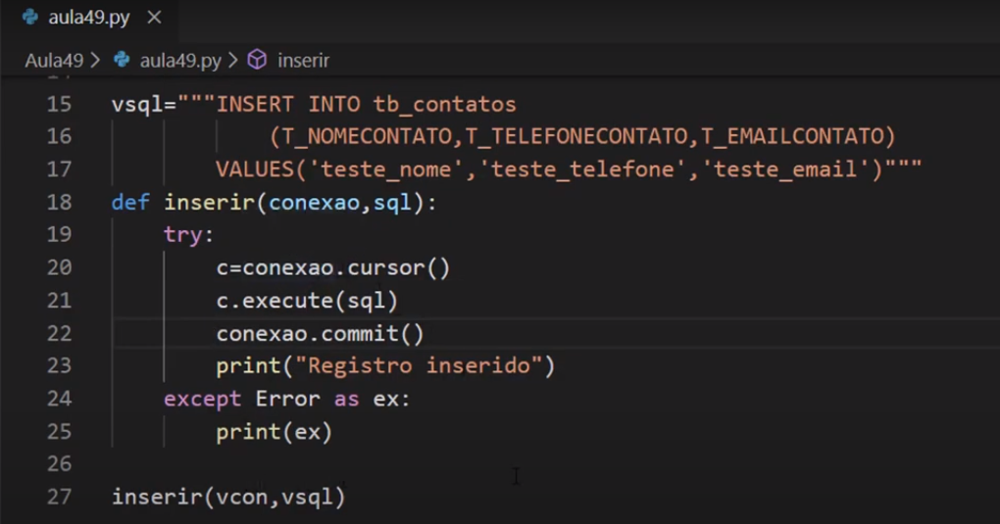 aula49.py ×
Aula49 > aula49.py > inserir
15 vsql="""INSERT INTO tb_contatos
16 (T_NOMECONTATO,T_TELEFONECONTATO,T_EMAILCONTATO)
17 VALUES('teste_nome','teste_telefone','teste_email')"""
18 def inserir(conexao,sql):
19 try:
20 c=conexao.cursor()
21 c.execute(sql)
22 conexao.commit()
23 print("Registro inserido")
24 except Error as ex:
25 print(ex)
26
27 inserir(vcon,vsql)